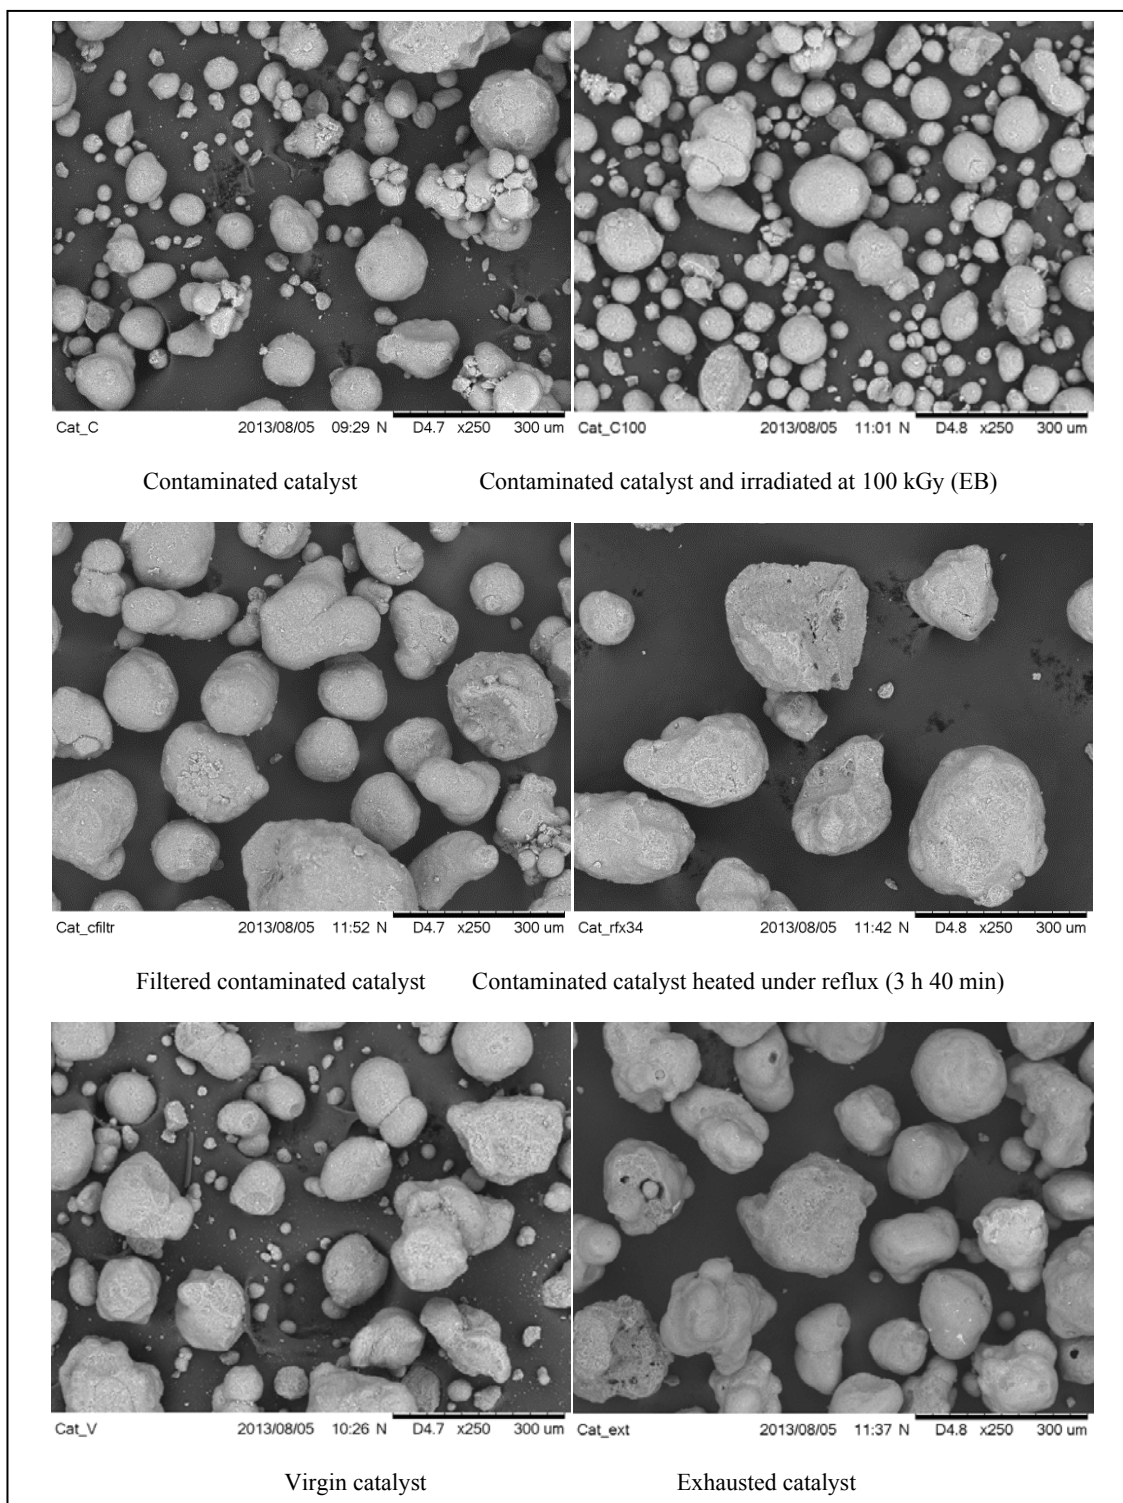 Cat_C 2013/08/05 09:29 N D4.7 x250 300 um
Cat_C100 2013/08/05 11:01 N D4.8 x250 300 um
Contaminated catalyst
Contaminated catalyst and irradiated at 100 kGy (EB)
Cat_cfiltr 2013/08/05 11:52 N D4.7 x250 300 um
Cat_rfx34 2013/08/05 11:42 N D4.8 x250 300 um
Filtered contaminated catalyst
Contaminated catalyst heated under reflux (3 h 40 min)
Cat_V 2013/08/05 10:26 N D4.7 x250 300 um
Cat_ext 2013/08/05 11:37 N D4.8 x250 300 um
Virgin catalyst
Exhausted catalyst